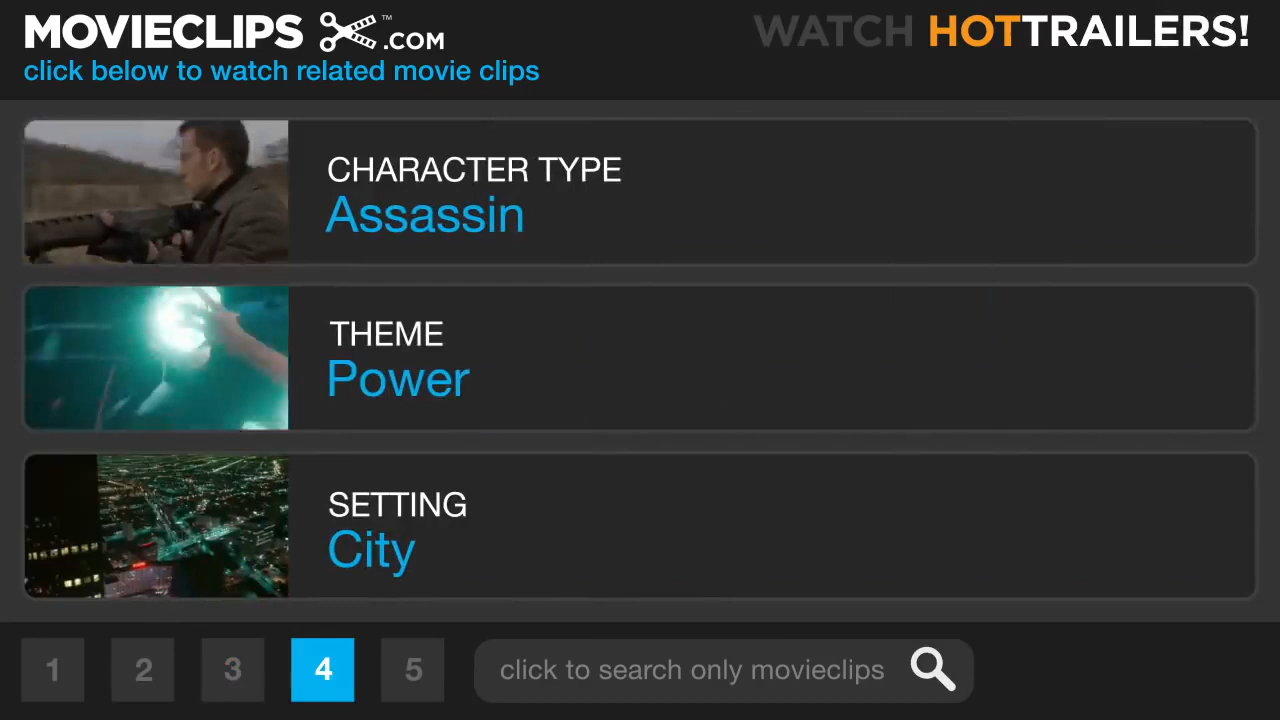 MOVIECLIPS ™ .COM
WATCH HOTTRAILERS!
click below to watch related movie clips
CHARACTER TYPE
Assassin
THEME
Power
SETTING
City
1 2 3 4 5
click to search only movieclips